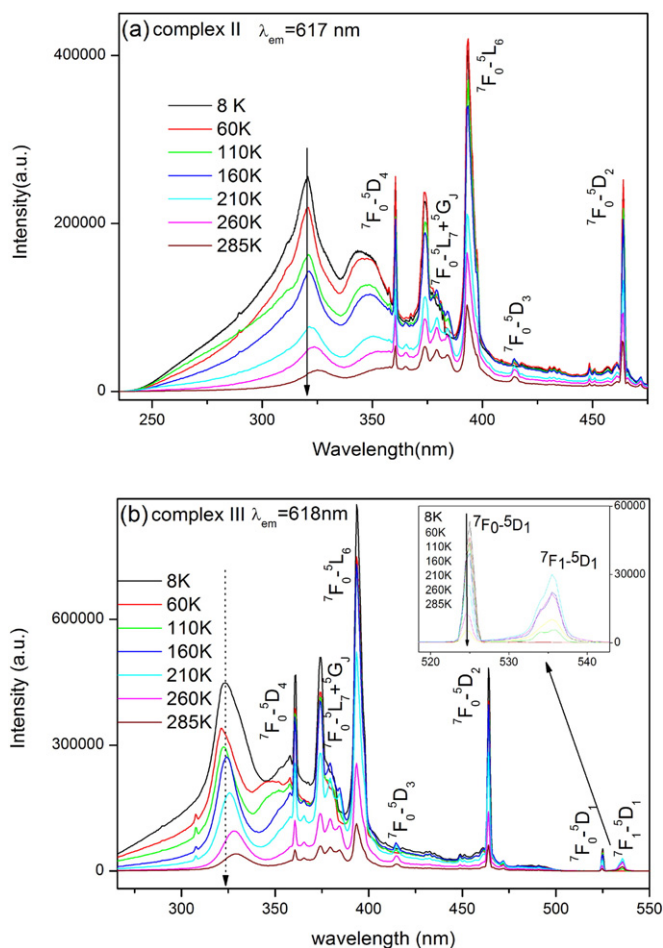 (a) complex II λem=617 nm
400000
200000
0
Intensity(a.u.)
8 K
60K
110K
160K
210K
260K
285K
⁷F₀-⁵D₄
⁷F₀-⁵L₇+⁵G_J
⁷F₀-⁵L₆
⁷F₀-⁵D₃
⁷F₀-⁵D₂
250 300 350 400 450
Wavelength(nm)
(b) complex III λem=618nm
600000
300000
0
Intensity (a.u.)
8K
60K
110K
160K
210K
260K
285K
⁷F₀-⁵D₄
⁷F₀-⁵L₇+⁵G_J
⁷F₀-⁵L₆
⁷F₀-⁵D₃
⁷F₀-⁵D₂
⁷F₀-⁵D₁
⁷F₁-⁵D₁
8K
60K
110K
160K
210K
260K
285K
⁷F₀-⁵D₁
⁷F₁-⁵D₁
60000
30000
0
520 530 540
250 300 350 400 450 500 550
wavelength (nm)